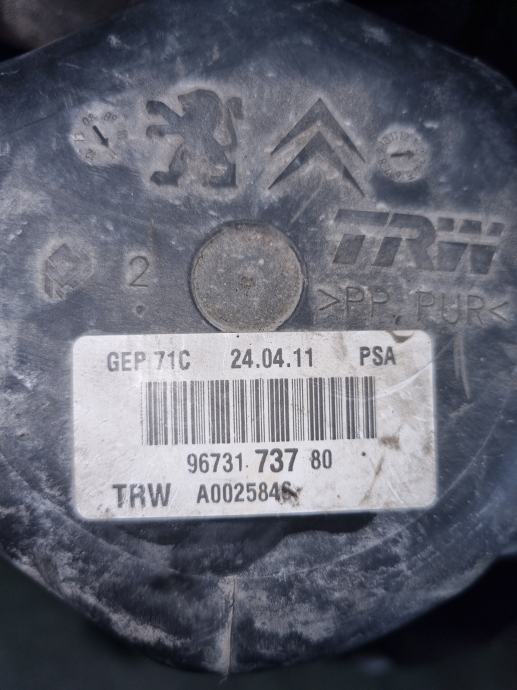 TRW
2
>PP, PUR<
GEP 71C 24.04.11 PSA
96731 737 80
TRW A0025846